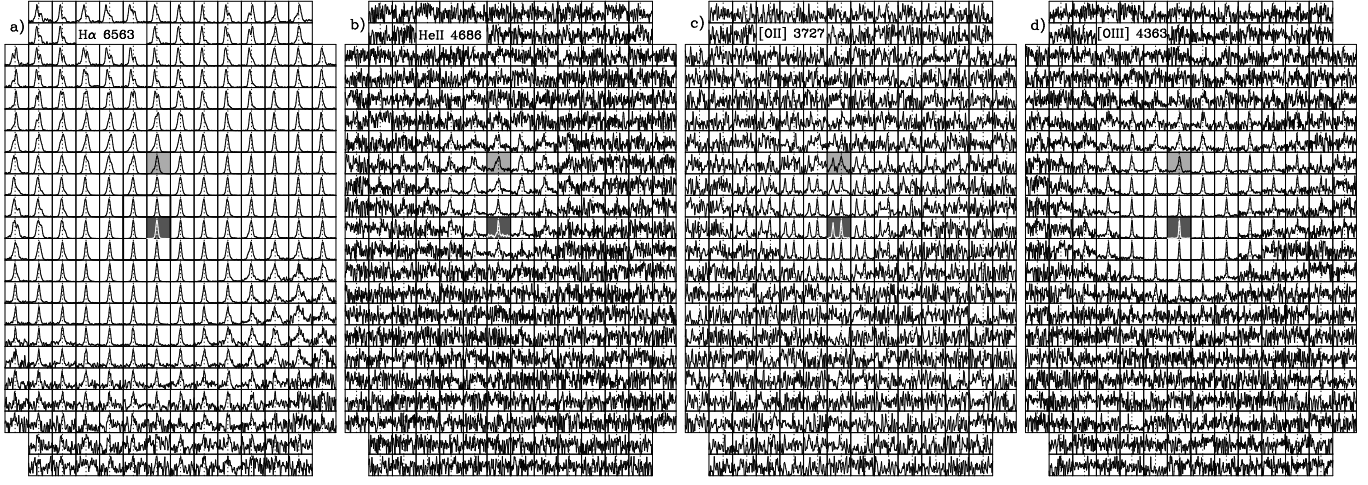 a) Hα 6563
b) HeII 4686
c) [OII] 3727
d) [OIII] 4363